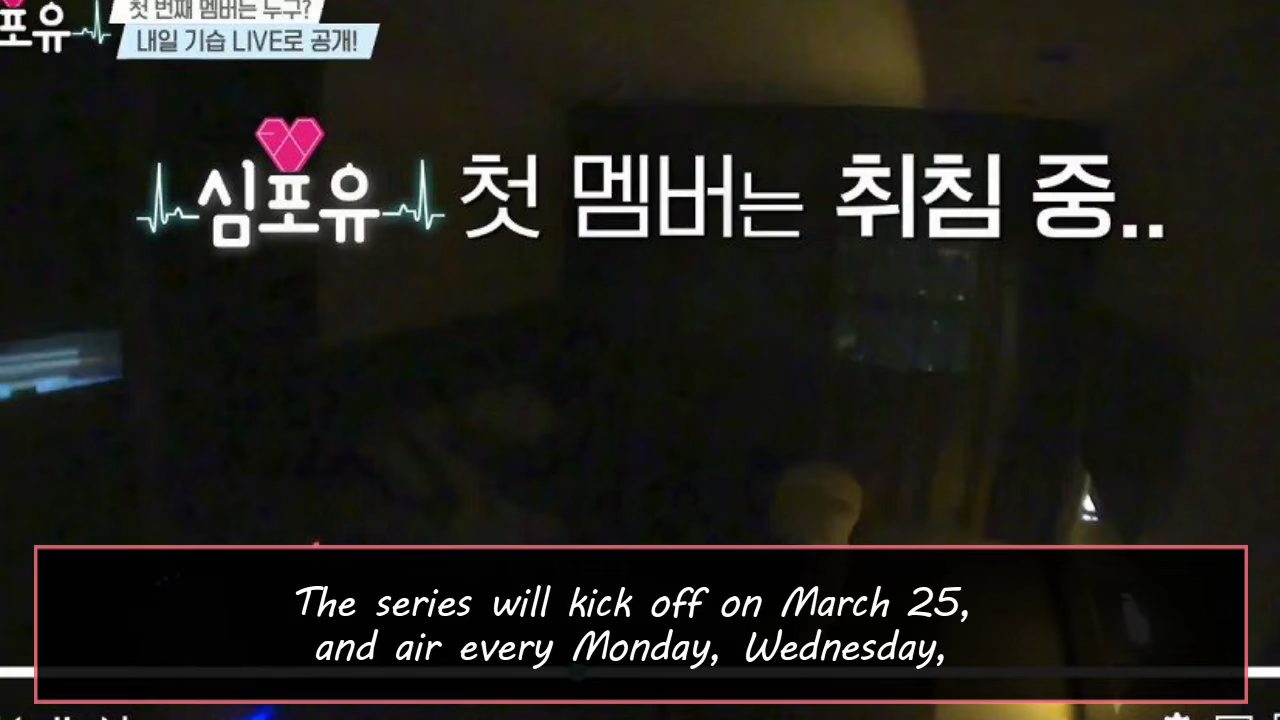 첫 번째 멤버는 누구?
포유
내일 기습 LIVE로 공개!
심포유 첫 멤버는 취침 중..
The series will kick off on March 25,
and air every Monday, Wednesday,